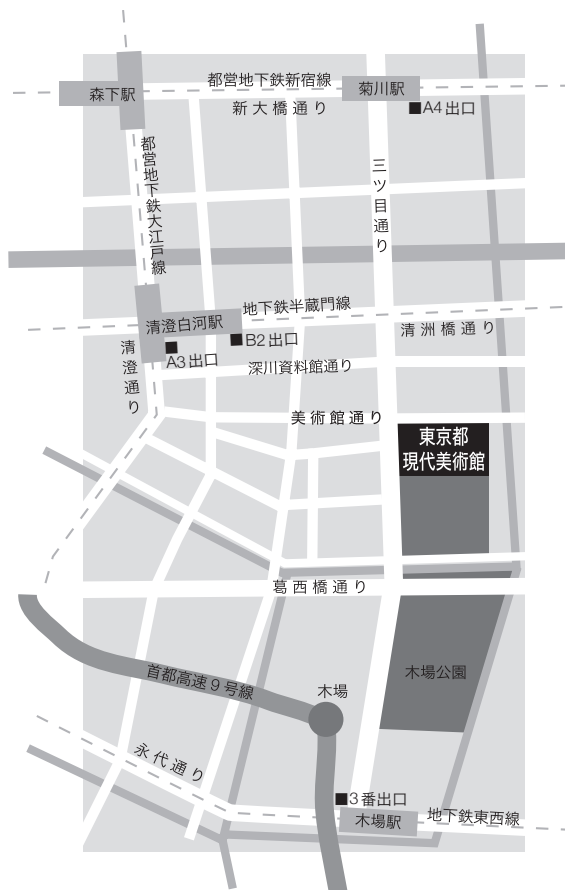 都営地下鉄新宿線
森下駅
菊川駅
新大橋通り
■A4出口
都営地下鉄大江戸線
三ツ目通り
地下鉄半蔵門線
清澄白河駅
清洲橋通り
■B2出口
■
A3出口
清澄通り
深川資料館通り
美術館通り
東京都
現代美術館
葛西橋通り
木場公園
首都高速9号線
木場
永代通り
■3番出口
木場駅
地下鉄東西線